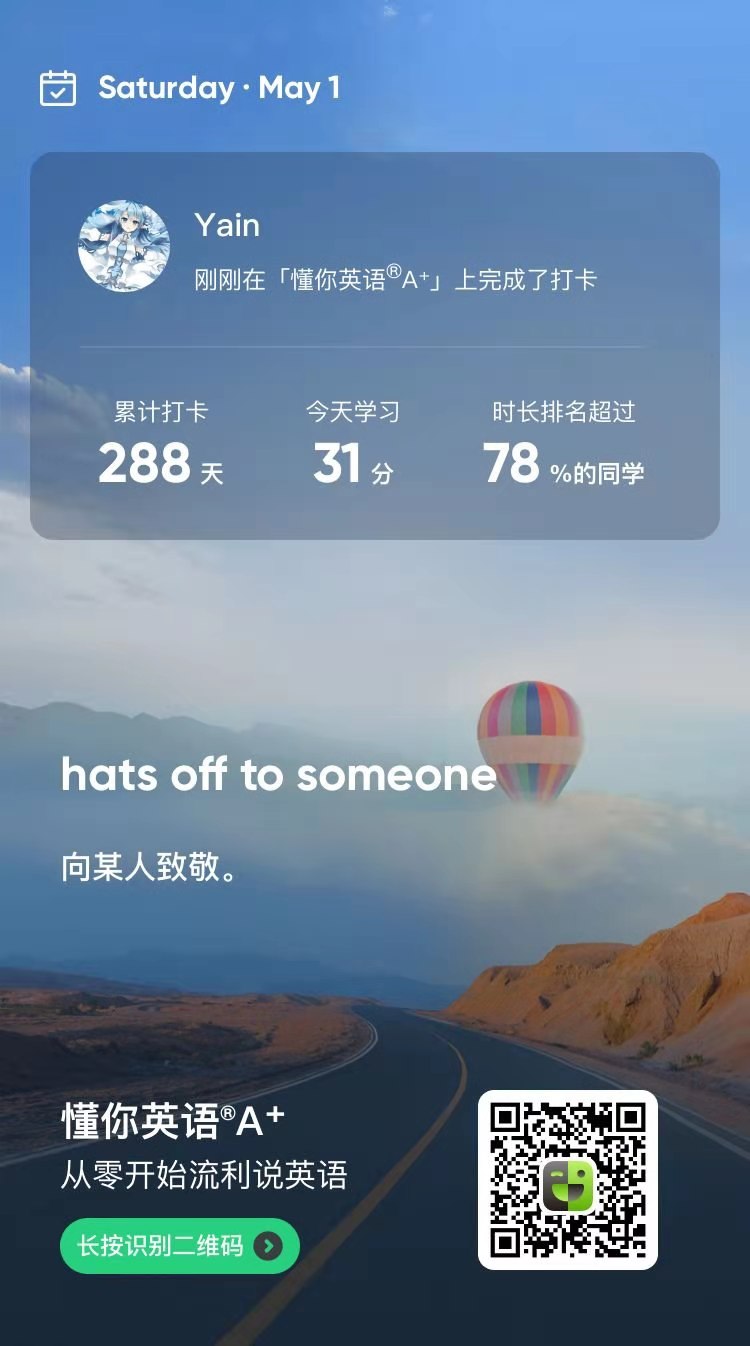 Saturday · May 1
Yain
刚刚在「懂你英语®A⁺」上完成了打卡
累计打卡 今天学习 时长排名超过
288 天 31 分 78 %的同学
hats off to someone
向某人致敬。
懂你英语®A⁺
从零开始流利说英语
长按识别二维码